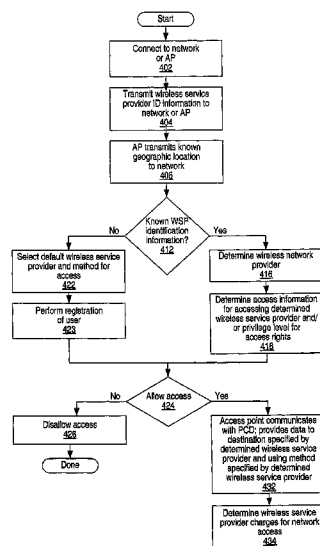 Start
Connect to network
or AP
402
Transmit wireless service
provider ID information to
network or AP
404
AP transmits known
geographic location
to network
406
Known WSP
identification
information?
412
No
Yes
Select default wireless service
provider and method for
access
422
Determine wireless network
provider
416
Perform registration
of user
423
Determine access information
for accessing determined
wireless service provider and/
or privilege level for
access rights
418
Allow access
424
No
Yes
Disallow access
426
Done
Access point communicates
with PCD; provides data to
destination specified by
determined wireless service
provider and using method
specified by determined
wireless service provider
432
Determine wireless service
provider charges for network
access
434